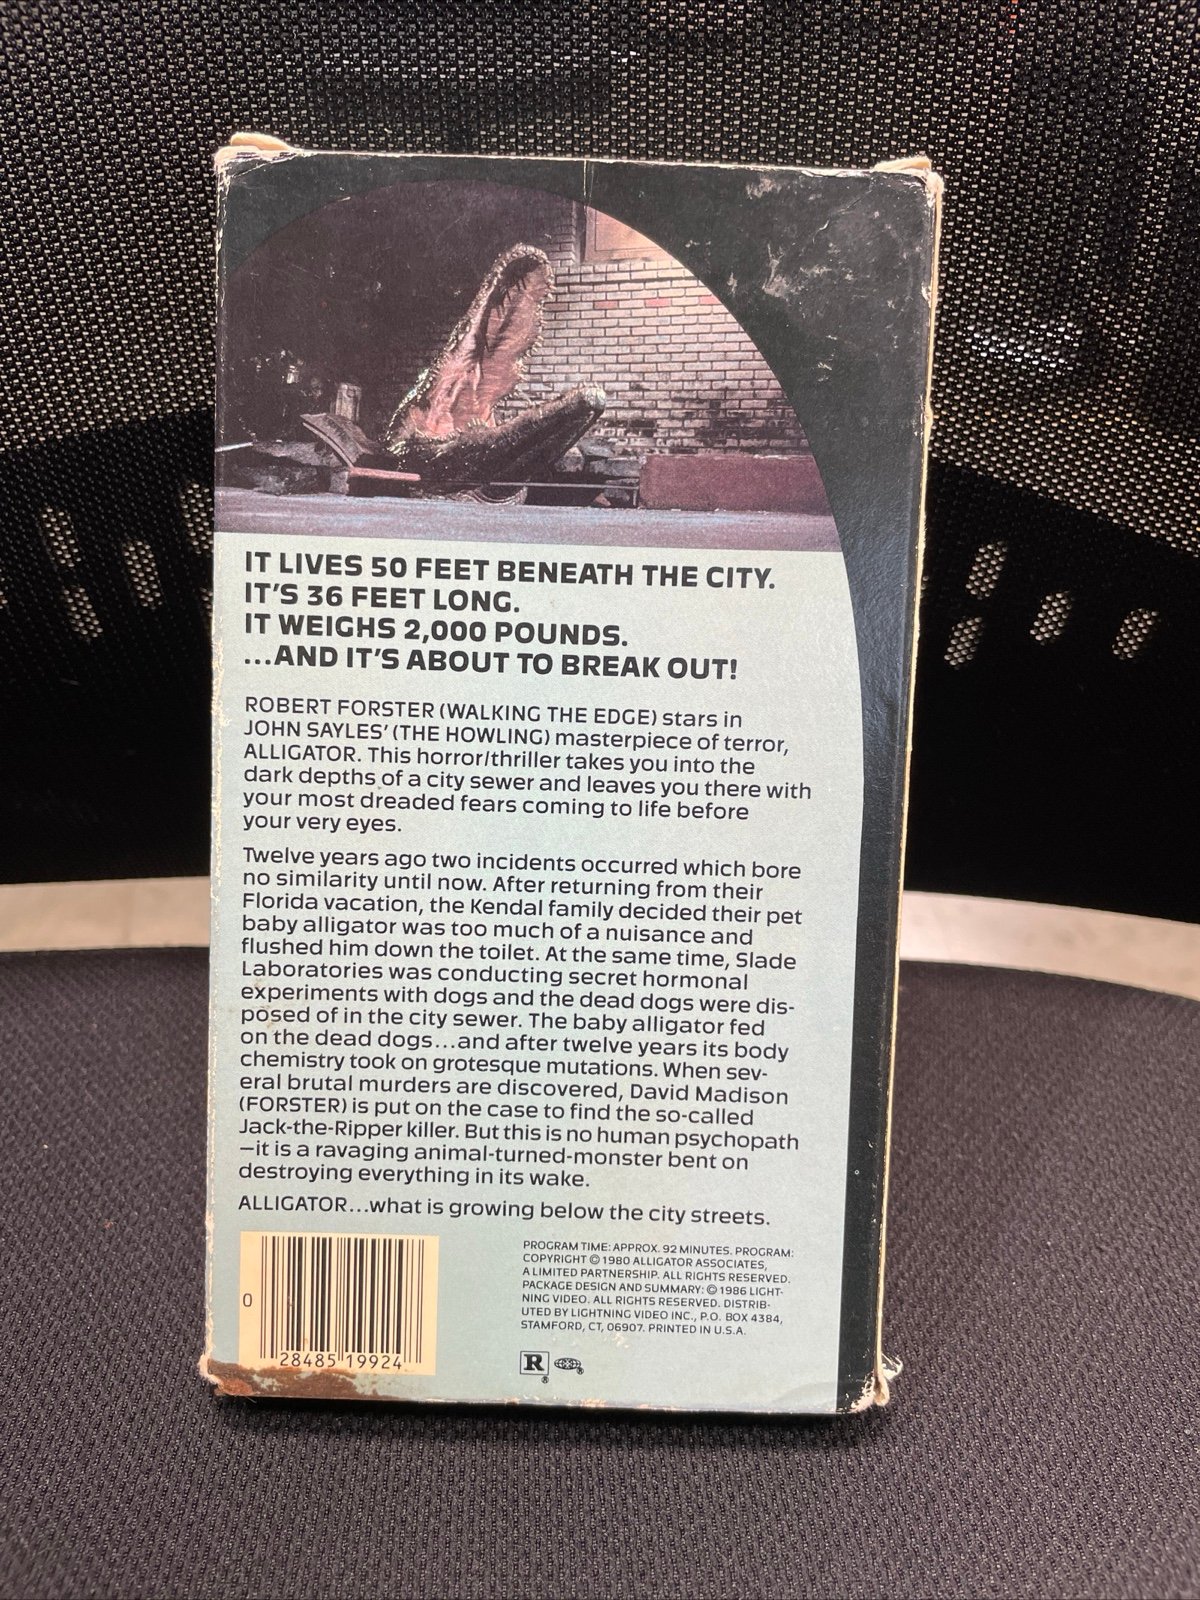 IT LIVES 50 FEET BENEATH THE CITY.
IT'S 36 FEET LONG.
IT WEIGHS 2,000 POUNDS.
...AND IT'S ABOUT TO BREAK OUT!
ROBERT FORSTER (WALKING THE EDGE) stars in
JOHN SAYLES' (THE HOWLING) masterpiece of terror,
ALLIGATOR. This horror/thriller takes you into the
dark depths of a city sewer and leaves you there with
your most dreaded fears coming to life before
your very eyes.
Twelve years ago two incidents occurred which bore
no similarity until now. After returning from their
Florida vacation, the Kendal family decided their pet
baby alligator was too much of a nuisance and
flushed him down the toilet. At the same time, Slade
Laboratories was conducting secret hormonal
experiments with dogs and the dead dogs were dis-
posed of in the city sewer. The baby alligator fed
on the dead dogs...and after twelve years its body
chemistry took on grotesque mutations. When sev-
eral brutal murders are discovered, David Madison
(FORSTER) is put on the case to find the so-called
Jack-the-Ripper killer. But this is no human psychopath
—it is a ravaging animal-turned-monster bent on
destroying everything in its wake.
ALLIGATOR...what is growing below the city streets.
PROGRAM TIME: APPROX. 92 MINUTES. PROGRAM:
COPYRIGHT © 1980 ALLIGATOR ASSOCIATES,
A LIMITED PARTNERSHIP. ALL RIGHTS RESERVED.
PACKAGE DESIGN AND SUMMARY: © 1986 LIGHT-
NING VIDEO. ALL RIGHTS RESERVED. DISTRIB-
UTED BY LIGHTNING VIDEO INC., P.O. BOX 4384,
STAMFORD, CT, 06907. PRINTED IN U.S.A.
0 28485 19924
R ® ®